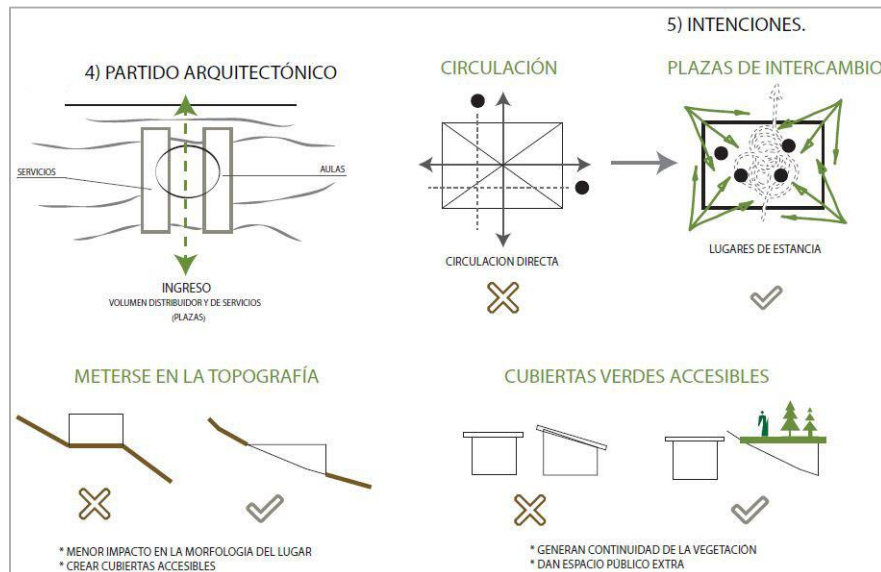 5) INTENCIONES.
4) PARTIDO ARQUITECTÓNICO
CIRCULACIÓN
PLAZAS DE INTERCAMBIO
SERVICIOS
AULAS
INGRESO
VOLUMEN DISTRIBUIDOR Y DE SERVICIOS
(PLAZAS)
CIRCULACION DIRECTA
LUGARES DE ESTANCIA
METERSE EN LA TOPOGRAFÍA
CUBIERTAS VERDES ACCESIBLES
* MENOR IMPACTO EN LA MORFOLOGIA DEL LUGAR
* CREAR CUBIERTAS ACCESIBLES
* GENERAN CONTINUIDAD DE LA VEGETACIÓN
* DAN ESPACIO PÚBLICO EXTRA